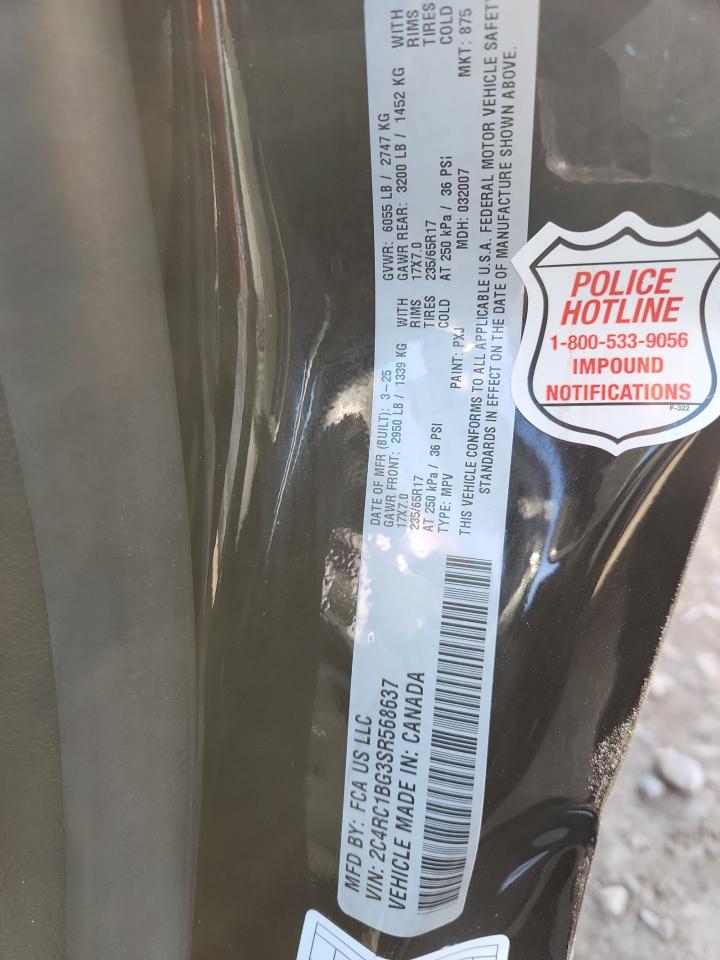 MFD BY: FCA US LLC
VIN: 2C4RC1BG3SR568637
VEHICLE MADE IN: CANADA
DATE OF MFR (BUILT): 3-25
GVWR: 6055 LB / 2747 KG
GAWR FRONT: 2950 LB / 1339 KG WITH
17X7.0 RIMS
235/65R17 TIRES
AT 250 kPa / 36 PSI COLD
GAWR REAR: 3200 LB / 1452 KG WITH
17X7.0 RIMS
235/65R17 TIRES
AT 250 kPa / 36 PSi COLD
TYPE: MPV PAINT: PXJ MDH: 032007 MKT: 875
THIS VEHICLE CONFORMS TO ALL APPLICABLE U.S.A. FEDERAL MOTOR VEHICLE SAFETY
STANDARDS IN EFFECT ON THE DATE OF MANUFACTURE SHOWN ABOVE.
POLICE
HOTLINE
1-800-533-9056
IMPOUND
NOTIFICATIONS
F-322